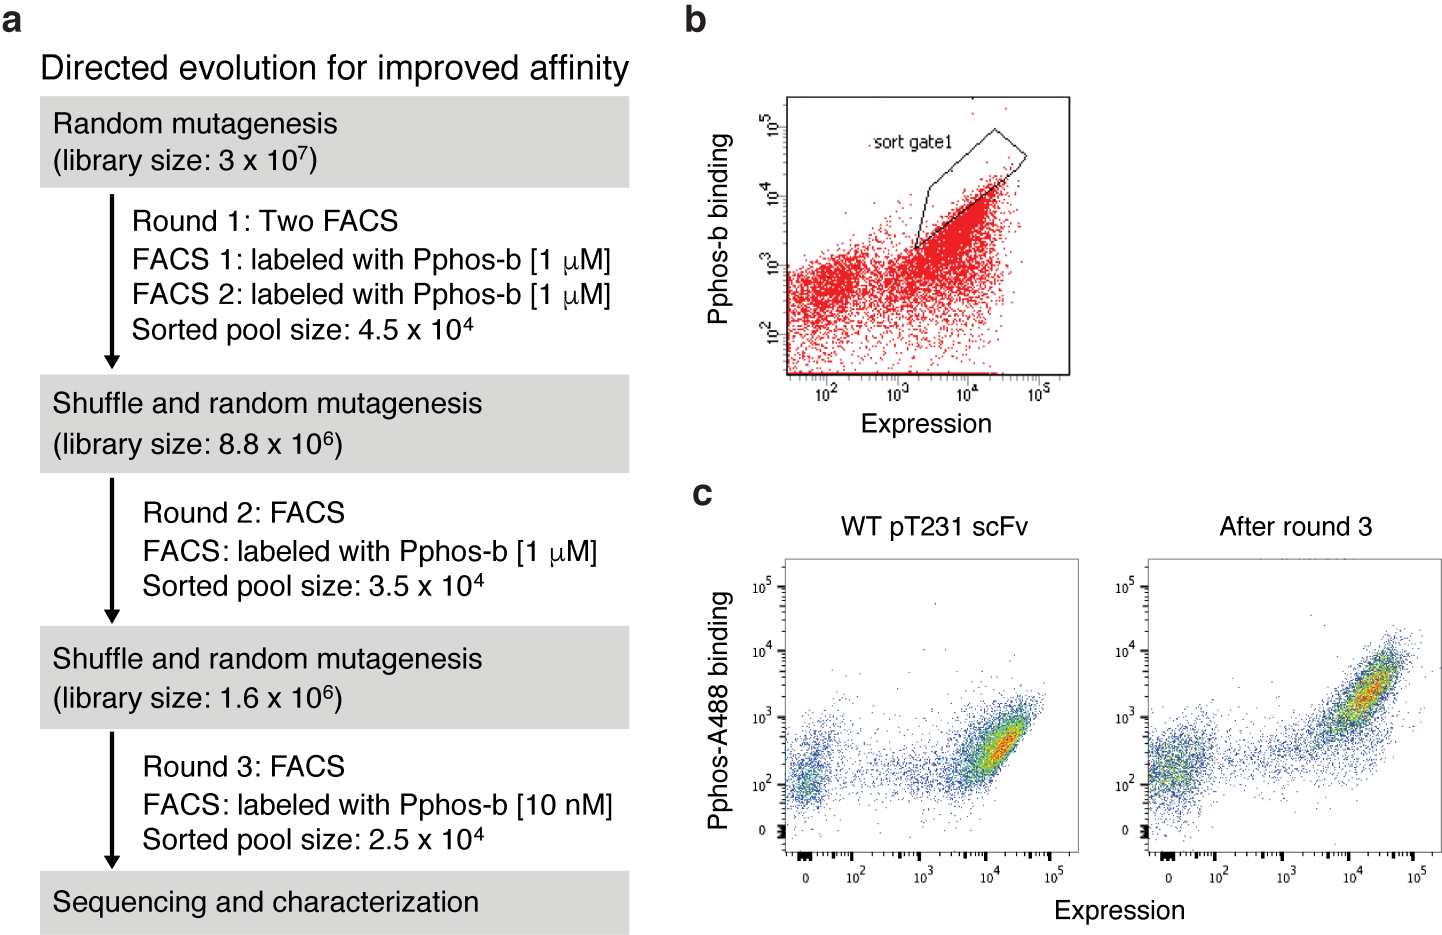 a
Directed evolution for improved affinity
Random mutagenesis
(library size: 3 x 10⁷)
Round 1: Two FACS
FACS 1: labeled with Pphos-b [1 μM]
FACS 2: labeled with Pphos-b [1 μM]
Sorted pool size: 4.5 x 10⁴
Shuffle and random mutagenesis
(library size: 8.8 x 10⁶)
Round 2: FACS
FACS: labeled with Pphos-b [1 μM]
Sorted pool size: 3.5 x 10⁴
Shuffle and random mutagenesis
(library size: 1.6 x 10⁶)
Round 3: FACS
FACS: labeled with Pphos-b [10 nM]
Sorted pool size: 2.5 x 10⁴
Sequencing and characterization
b
Pphos-b binding
10⁵
10⁴
10³
10²
sort gate1
10² 10³ 10⁴ 10⁵
Expression
c
WT pT231 scFv
After round 3
Pphos-A488 binding
10⁵
10⁴
10³
10²
0
0 10² 10³ 10⁴ 10⁵
10⁵
10⁴
10³
10²
0
0 10² 10³ 10⁴ 10⁵
Expression